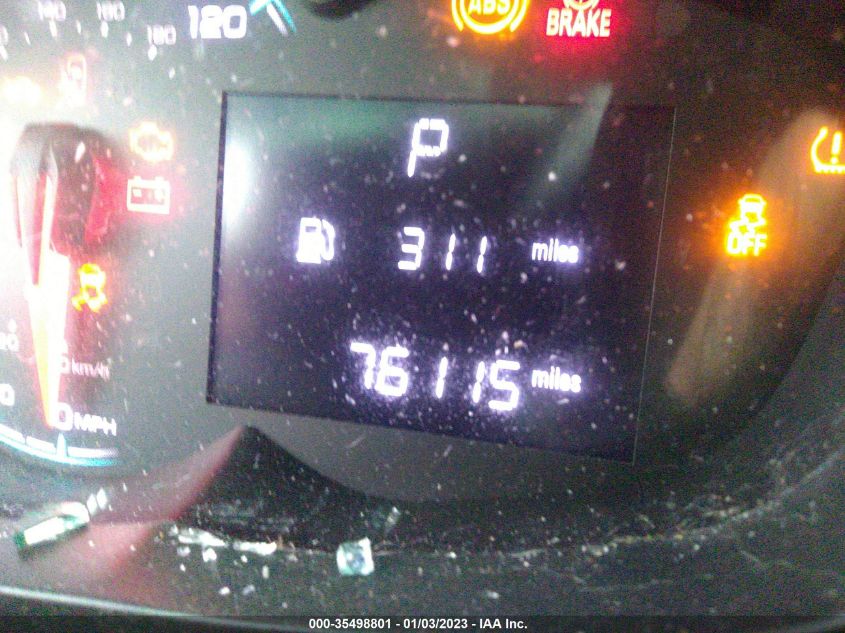 140 160 180
120
ABS
BRAKE
P
311 miles
OFF
76115 miles
km/h
0 MPH
000-35498801 - 01/03/2023 - IAA Inc.